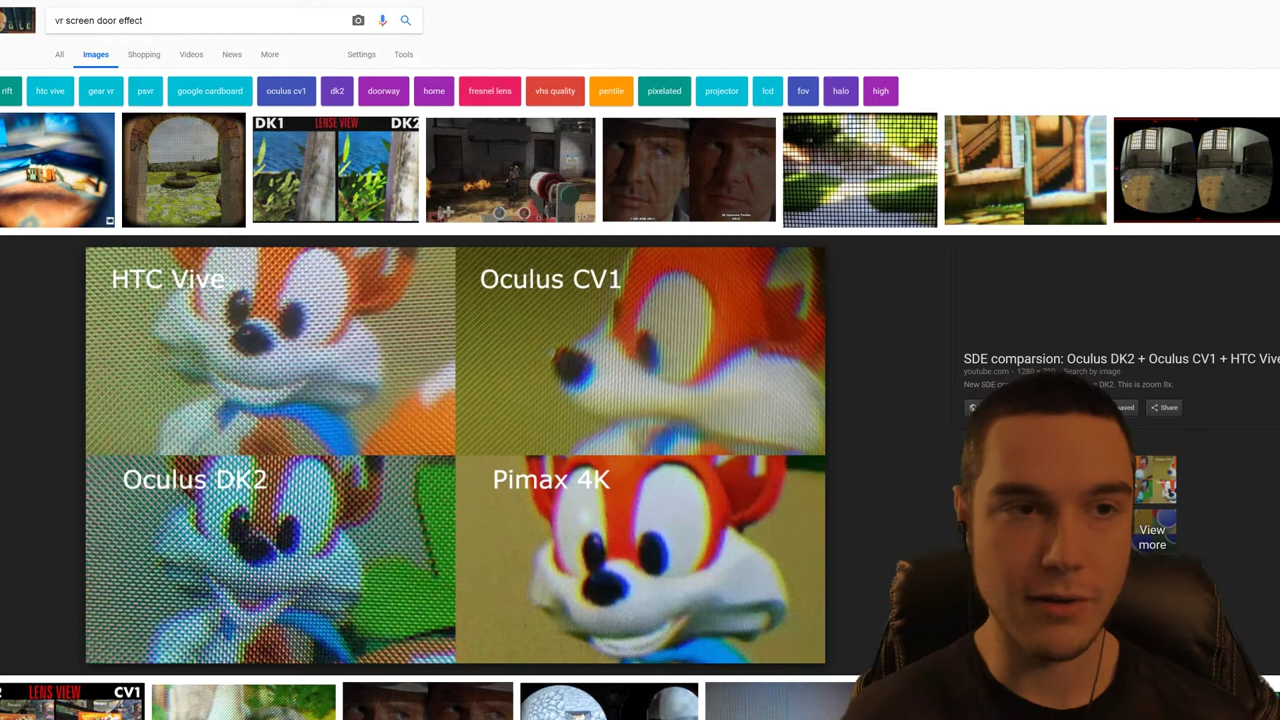 vr screen door effect
All Images Shopping Videos News More Settings Tools
rift htc vive gear vr psvr google cardboard oculus cv1 dk2 doorway home fresnel lens vhs quality pentile pixelated projector lcd fov halo high
DK1 LENSE VIEW DK2
HTC Vive
Oculus CV1
Oculus DK2
Pimax 4K
SDE comparsion: Oculus DK2 + Oculus CV1 + HTC Vive
youtube.com - 1280 × 720 - Search by image
New SDE DK2. This is zoom 8x.
Share
View
more
LENS VIEW CV1